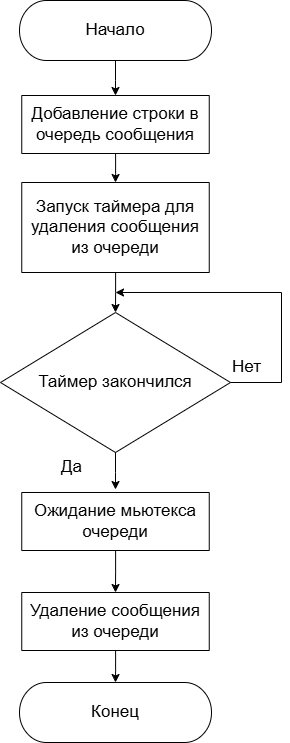 Начало
Добавление строки в
очередь сообщения
Запуск таймера для
удаления сообщения
из очереди
Таймер закончился
Нет
Да
Ожидание мьютекса
очереди
Удаление сообщения
из очереди
Конец